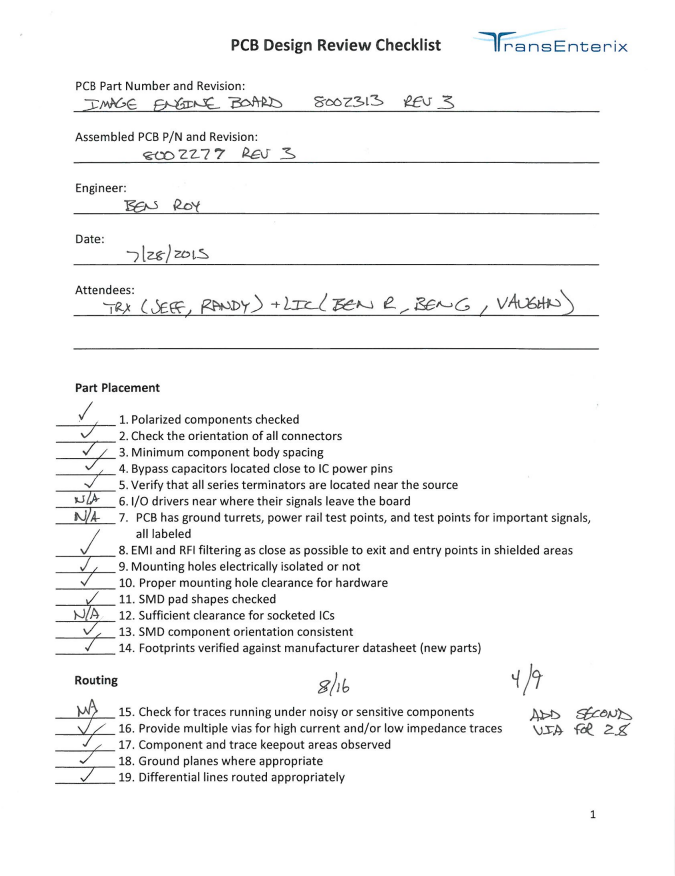 PCB Design Review Checklist
TransEnterix
PCB Part Number and Revision:
IMAGE ENGINE BOARD 8002313 REV 3
Assembled PCB P/N and Revision:
8002277 REV 3
Engineer:
BEN ROY
Date:
7/28/2015
Attendees:
TRX (JEFF, RANDY) + LIC (BEN R, BEN G, VAUGHN)
Part Placement
✓ 1. Polarized components checked
✓ 2. Check the orientation of all connectors
✓ 3. Minimum component body spacing
✓ 4. Bypass capacitors located close to IC power pins
✓ 5. Verify that all series terminators are located near the source
N/A 6. I/O drivers near where their signals leave the board
N/A 7. PCB has ground turrets, power rail test points, and test points for important signals,
all labeled
✓ 8. EMI and RFI filtering as close as possible to exit and entry points in shielded areas
✓ 9. Mounting holes electrically isolated or not
✓ 10. Proper mounting hole clearance for hardware
✓ 11. SMD pad shapes checked
N/A 12. Sufficient clearance for socketed ICs
✓ 13. SMD component orientation consistent
✓ 14. Footprints verified against manufacturer datasheet (new parts)
Routing 8/16 4/9
NA 15. Check for traces running under noisy or sensitive components ADD SECOND
✓ 16. Provide multiple vias for high current and/or low impedance traces VIA FOR 2.8
✓ 17. Component and trace keepout areas observed
✓ 18. Ground planes where appropriate
✓ 19. Differential lines routed appropriately
1